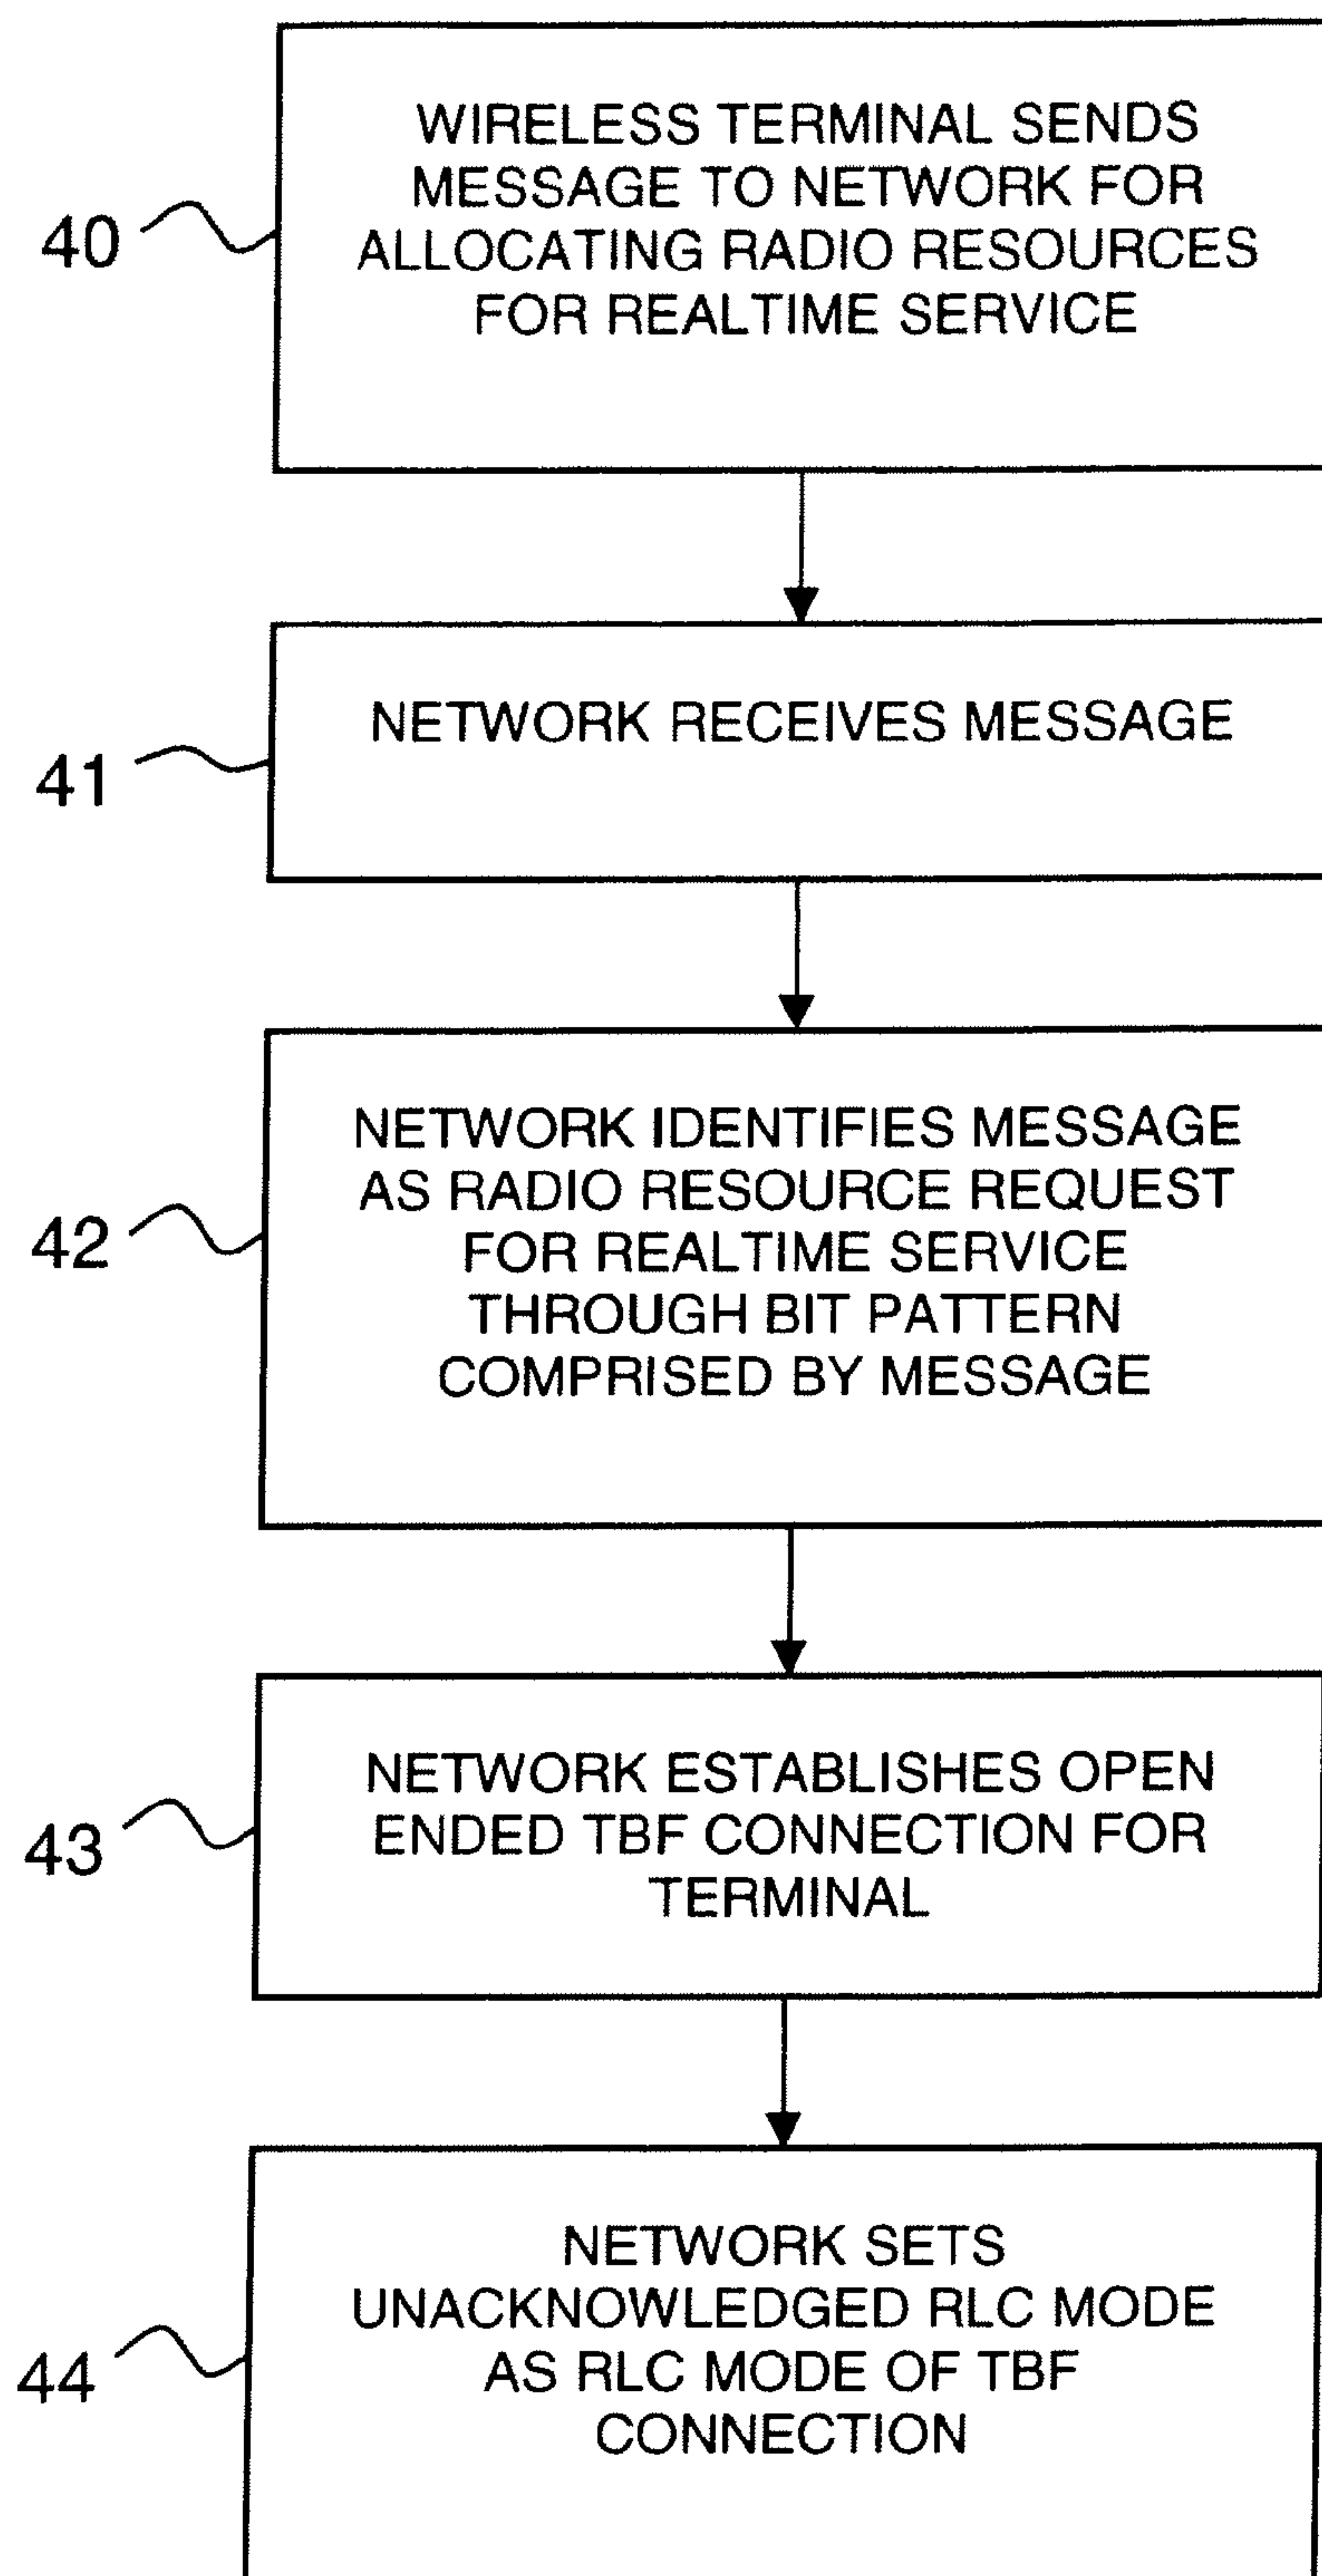 WIRELESS TERMINAL SENDS
MESSAGE TO NETWORK FOR
ALLOCATING RADIO RESOURCES
FOR REALTIME SERVICE
40
NETWORK RECEIVES MESSAGE
41
NETWORK IDENTIFIES MESSAGE
AS RADIO RESOURCE REQUEST
FOR REALTIME SERVICE
THROUGH BIT PATTERN
COMPRISED BY MESSAGE
42
NETWORK ESTABLISHES OPEN
ENDED TBF CONNECTION FOR
TERMINAL
43
NETWORK SETS
UNACKNOWLEDGED RLC MODE
AS RLC MODE OF TBF
CONNECTION
44